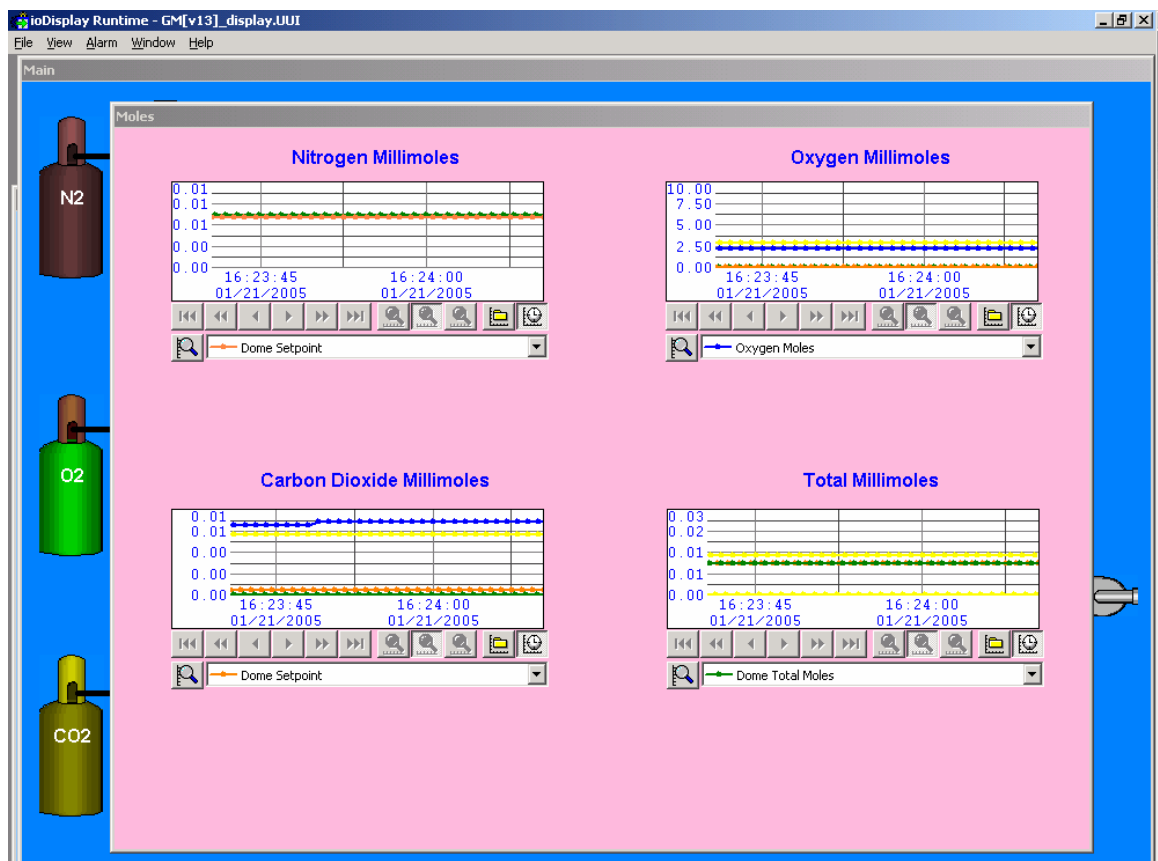 ioDisplay Runtime - GM[v13]_display.UUI
File View Alarm Window Help
Main
Moles
N2
O2
CO2
Nitrogen Millimoles
0.01
0.01
0.01
0.00
0.00
16:23:45 16:24:00
01/21/2005 01/21/2005
Dome Setpoint
Oxygen Millimoles
10.00
7.50
5.00
2.50
0.00
16:23:45 16:24:00
01/21/2005 01/21/2005
Oxygen Moles
Carbon Dioxide Millimoles
0.01
0.01
0.00
0.00
0.00
16:23:45 16:24:00
01/21/2005 01/21/2005
Dome Setpoint
Total Millimoles
0.03
0.02
0.01
0.01
0.00
16:23:45 16:24:00
01/21/2005 01/21/2005
Dome Total Moles